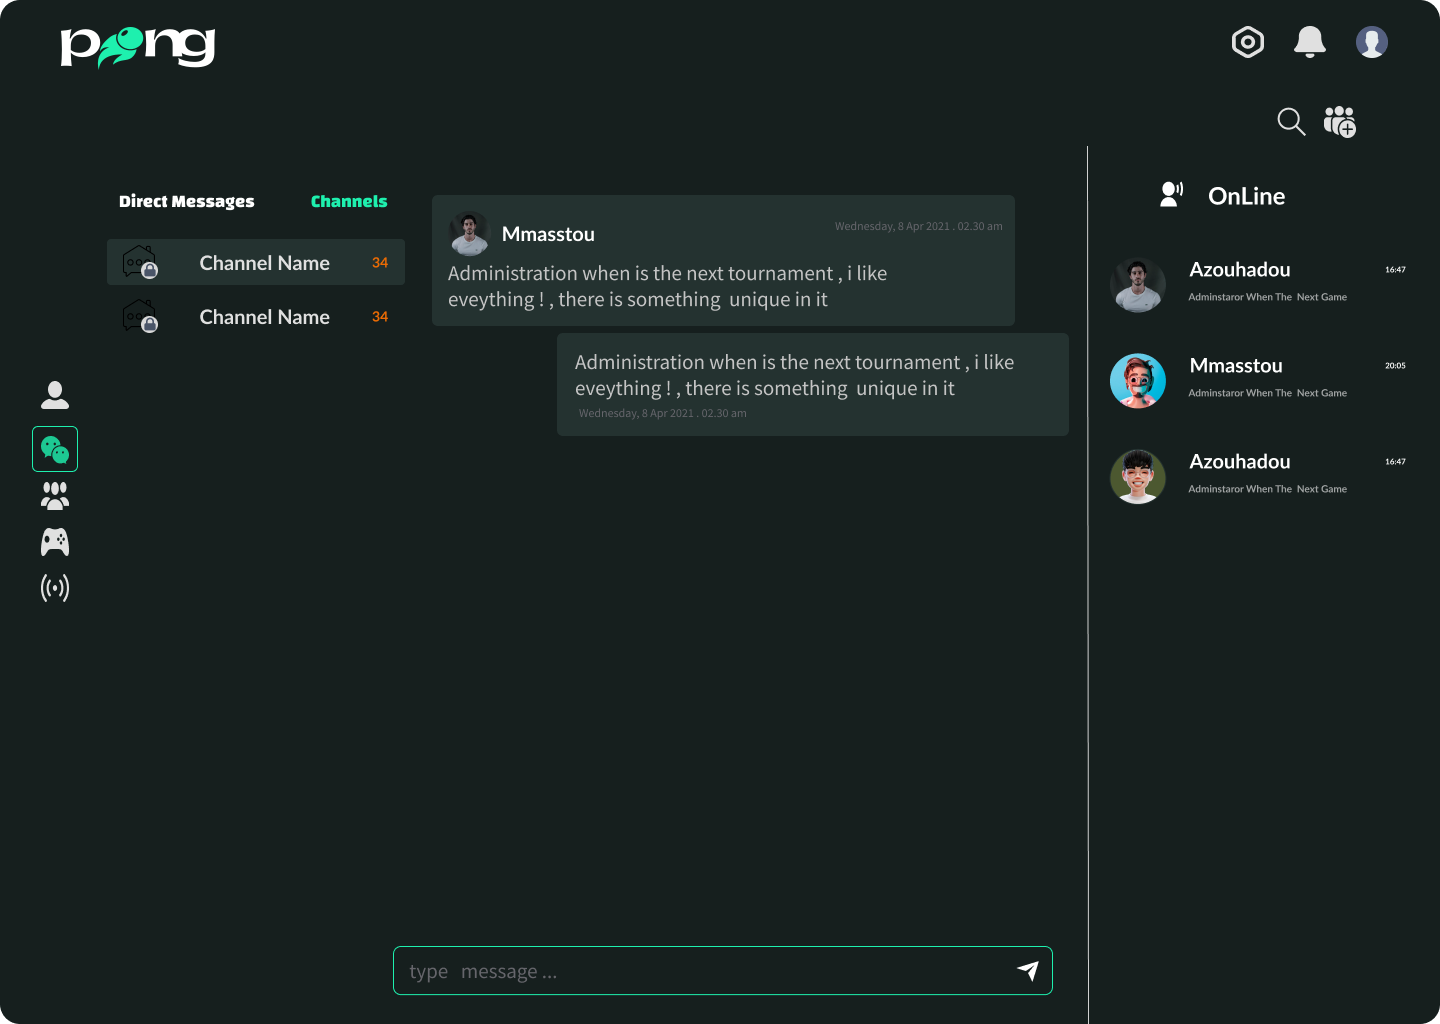 pong
Direct Messages
Channels
Channel Name
34
Channel Name
34
Mmasstou
Wednesday, 8 Apr 2021 . 02.30 am
Administration when is the next tournament , i like
eveything ! , there is something  unique in it
Administration when is the next tournament , i like
eveything ! , there is something  unique in it
Wednesday, 8 Apr 2021 . 02.30 am
type   message ...
OnLine
Azouhadou
16:47
Adminstaror When The  Next Game
Mmasstou
20:05
Adminstaror When The  Next Game
Azouhadou
16:47
Adminstaror When The  Next Game